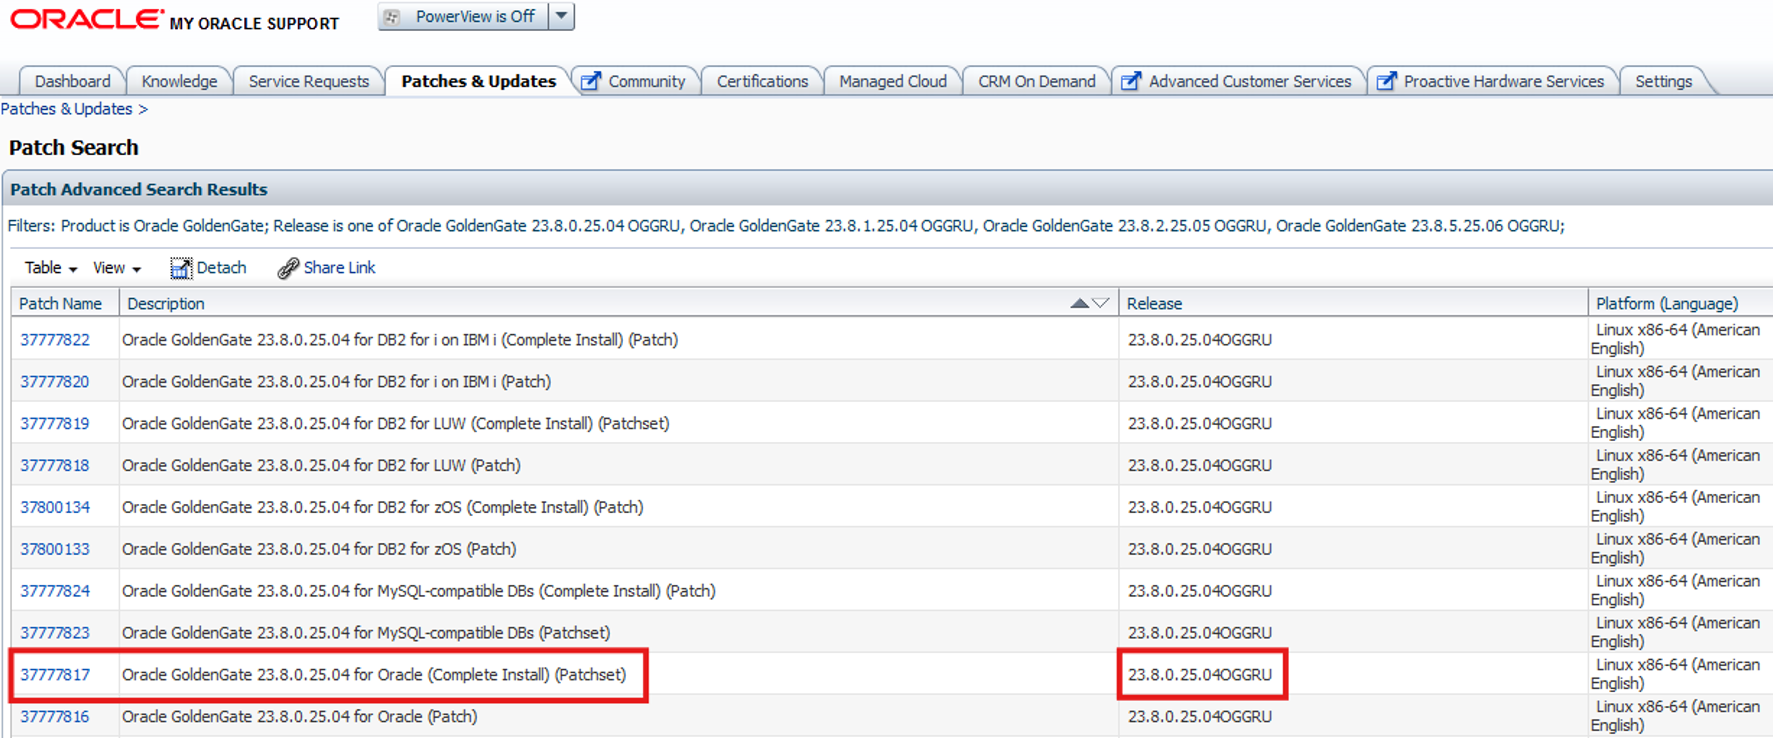 ORACLE MY ORACLE SUPPORT PowerView is Off
Dashboard Knowledge Service Requests Patches & Updates Community Certifications Managed Cloud CRM On Demand Advanced Customer Services Proactive Hardware Services Settings
Patches & Updates >
Patch Search
Patch Advanced Search Results
Filters: Product is Oracle GoldenGate; Release is one of Oracle GoldenGate 23.8.0.25.04 OGGRU, Oracle GoldenGate 23.8.1.25.04 OGGRU, Oracle GoldenGate 23.8.2.25.05 OGGRU, Oracle GoldenGate 23.8.5.25.06 OGGRU;
Table View Detach Share Link
Patch Name Description Release Platform (Language)
37777822 Oracle GoldenGate 23.8.0.25.04 for DB2 for i on IBM i (Complete Install) (Patch) 23.8.0.25.04OGGRU Linux x86-64 (American
English)
37777820 Oracle GoldenGate 23.8.0.25.04 for DB2 for i on IBM i (Patch) 23.8.0.25.04OGGRU Linux x86-64 (American
English)
37777819 Oracle GoldenGate 23.8.0.25.04 for DB2 for LUW (Complete Install) (Patchset) 23.8.0.25.04OGGRU Linux x86-64 (American
English)
37777818 Oracle GoldenGate 23.8.0.25.04 for DB2 for LUW (Patch) 23.8.0.25.04OGGRU Linux x86-64 (American
English)
37800134 Oracle GoldenGate 23.8.0.25.04 for DB2 for zOS (Complete Install) (Patch) 23.8.0.25.04OGGRU Linux x86-64 (American
English)
37800133 Oracle GoldenGate 23.8.0.25.04 for DB2 for zOS (Patch) 23.8.0.25.04OGGRU Linux x86-64 (American
English)
37777824 Oracle GoldenGate 23.8.0.25.04 for MySQL-compatible DBs (Complete Install) (Patch) 23.8.0.25.04OGGRU Linux x86-64 (American
English)
37777823 Oracle GoldenGate 23.8.0.25.04 for MySQL-compatible DBs (Patchset) 23.8.0.25.04OGGRU Linux x86-64 (American
English)
37777817 Oracle GoldenGate 23.8.0.25.04 for Oracle (Complete Install) (Patchset) 23.8.0.25.04OGGRU Linux x86-64 (American
English)
37777816 Oracle GoldenGate 23.8.0.25.04 for Oracle (Patch) 23.8.0.25.04OGGRU Linux x86-64 (American
English)